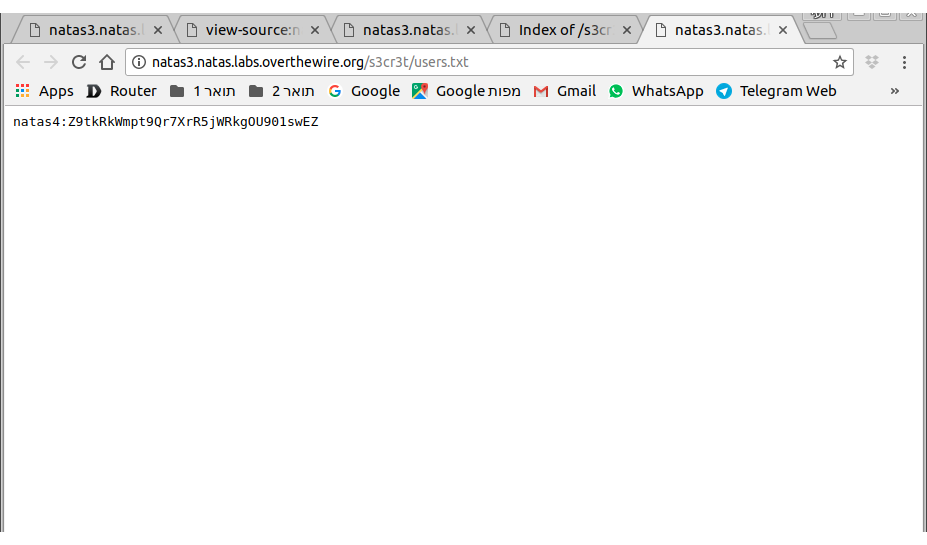 natas3.natas.l
view-source:n
natas3.natas.l
Index of /s3cr
natas3.natas.l
natas3.natas.labs.overthewire.org/s3cr3t/users.txt
Apps Router תואר 1 תואר 2 Google Google מפות Gmail WhatsApp Telegram Web »
natas4:Z9tkRkWmpt9Qr7XrR5jWRkgOU901swEZ